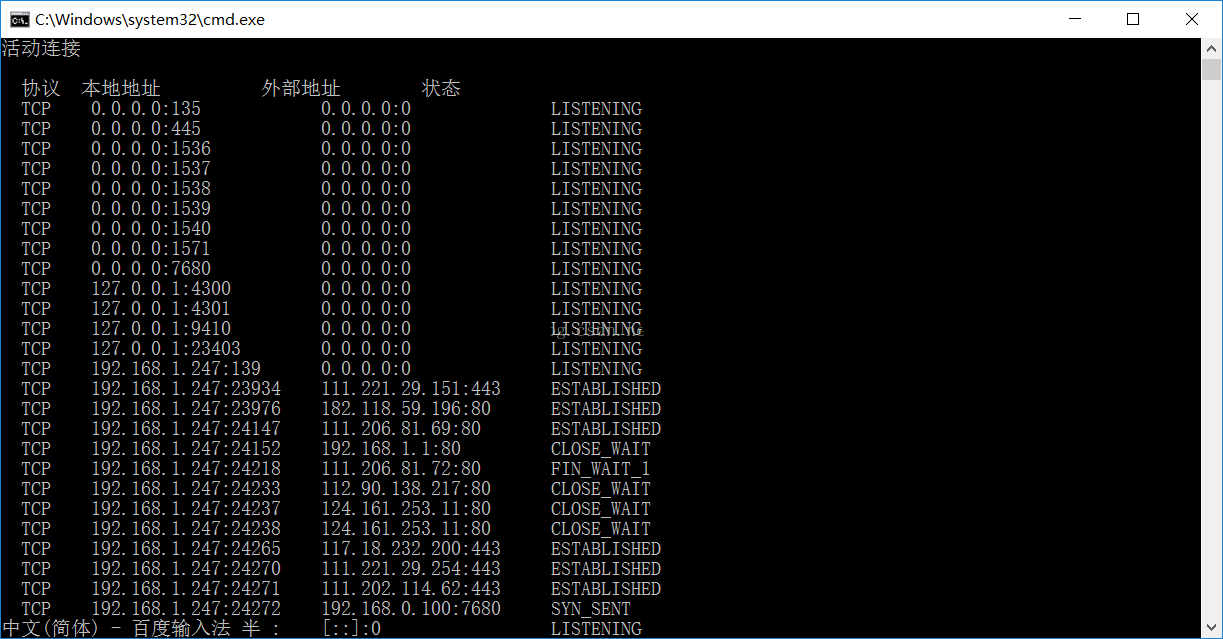 C:\Windows\system32\cmd.exe
活动连接
协议 本地地址 外部地址 状态
TCP 0.0.0.0:135 0.0.0.0:0 LISTENING
TCP 0.0.0.0:445 0.0.0.0:0 LISTENING
TCP 0.0.0.0:1536 0.0.0.0:0 LISTENING
TCP 0.0.0.0:1537 0.0.0.0:0 LISTENING
TCP 0.0.0.0:1538 0.0.0.0:0 LISTENING
TCP 0.0.0.0:1539 0.0.0.0:0 LISTENING
TCP 0.0.0.0:1540 0.0.0.0:0 LISTENING
TCP 0.0.0.0:1571 0.0.0.0:0 LISTENING
TCP 0.0.0.0:7680 0.0.0.0:0 LISTENING
TCP 127.0.0.1:4300 0.0.0.0:0 LISTENING
TCP 127.0.0.1:4301 0.0.0.0:0 LISTENING
TCP 127.0.0.1:9410 0.0.0.0:0 LISTENING
TCP 127.0.0.1:23403 0.0.0.0:0 LISTENING
TCP 192.168.1.247:139 0.0.0.0:0 LISTENING
TCP 192.168.1.247:23934 111.221.29.151:443 ESTABLISHED
TCP 192.168.1.247:23976 182.118.59.196:80 ESTABLISHED
TCP 192.168.1.247:24147 111.206.81.69:80 ESTABLISHED
TCP 192.168.1.247:24152 192.168.1.1:80 CLOSE_WAIT
TCP 192.168.1.247:24218 111.206.81.72:80 FIN_WAIT_1
TCP 192.168.1.247:24233 112.90.138.217:80 CLOSE_WAIT
TCP 192.168.1.247:24237 124.161.253.11:80 CLOSE_WAIT
TCP 192.168.1.247:24238 124.161.253.11:80 CLOSE_WAIT
TCP 192.168.1.247:24265 117.18.232.200:443 ESTABLISHED
TCP 192.168.1.247:24270 111.221.29.254:443 ESTABLISHED
TCP 192.168.1.247:24271 111.202.114.62:443 ESTABLISHED
TCP 192.168.1.247:24272 192.168.0.100:7680 SYN_SENT
中文(简体) - 百度输入法 半 : [::]:0 LISTENING